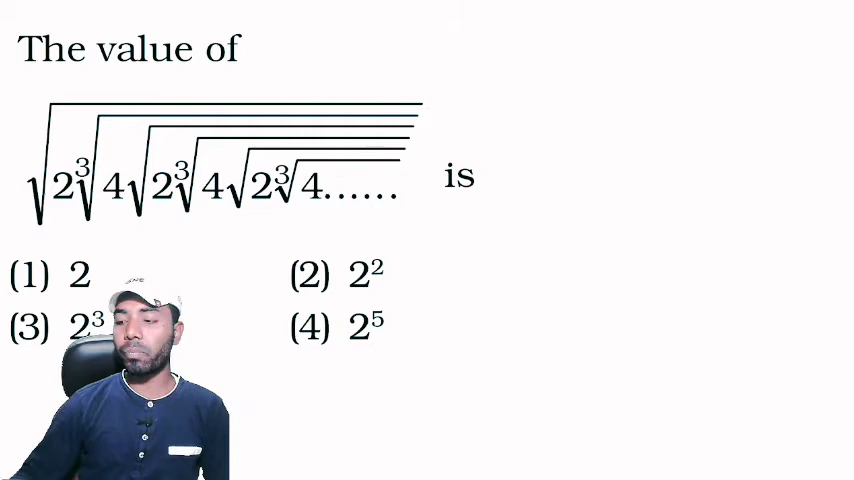 The value of
√2∛4√2∛4√2∛4...... is
(1) 2 (2) 2²
(3) 2³ (4) 2⁵